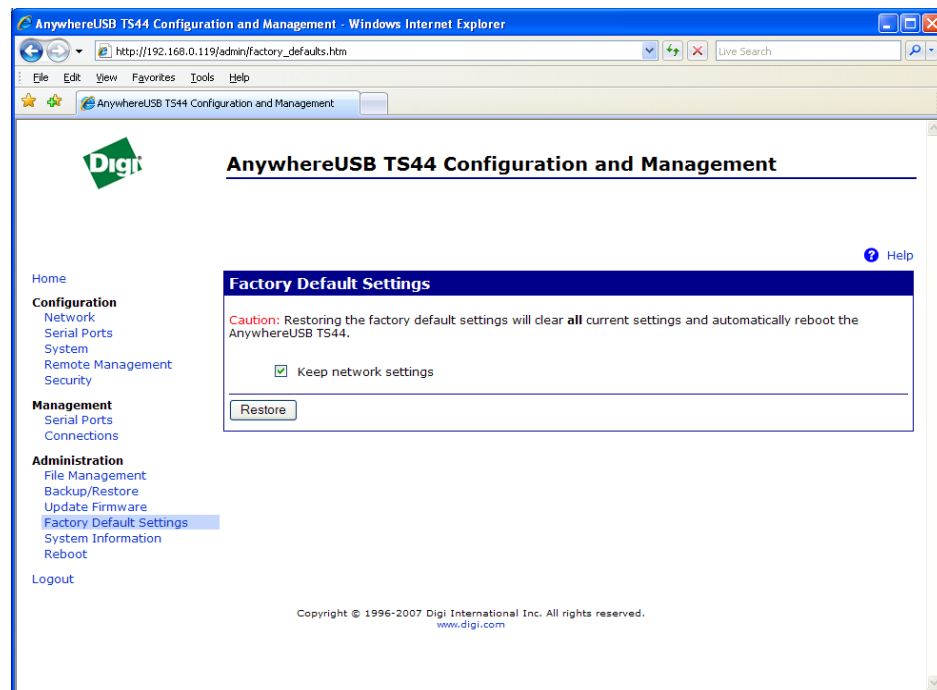 AnywhereUSB TS44 Configuration and Management - Windows Internet Explorer
http://192.168.0.119/admin/factory_defaults.htm
Live Search
File Edit View Favorites Tools Help
AnywhereUSB TS44 Configuration and Management
Digi
AnywhereUSB TS44 Configuration and Management
Help
Home
Configuration
Network
Serial Ports
System
Remote Management
Security
Management
Serial Ports
Connections
Administration
File Management
Backup/Restore
Update Firmware
Factory Default Settings
System Information
Reboot
Logout
Factory Default Settings
Caution: Restoring the factory default settings will clear all current settings and automatically reboot the
AnywhereUSB TS44.
Keep network settings
Restore
Copyright © 1996-2007 Digi International Inc. All rights reserved.
www.digi.com